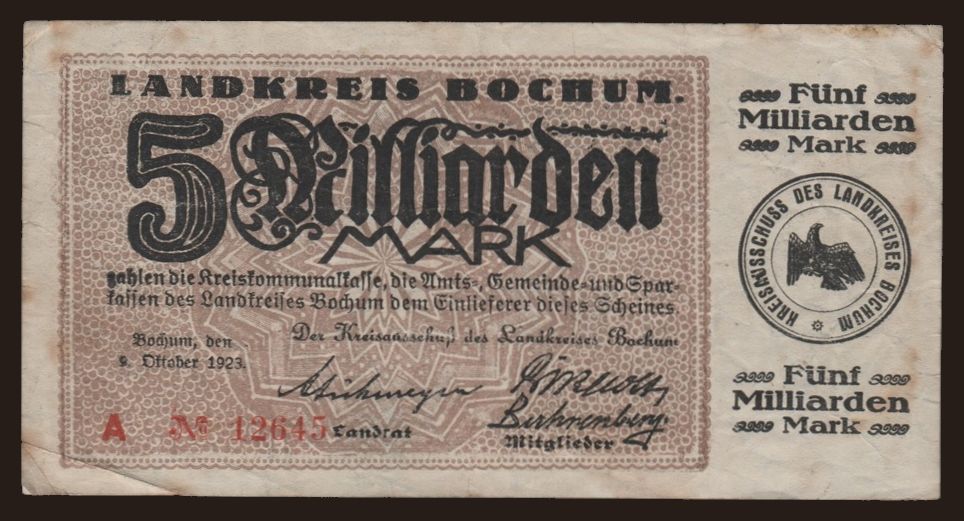 LANDKREIS BOCHUM.
5 Milliarden
MARK
zahlen die Kreiskommunalkasse, die Amts-, Gemeinde- und Spar-
kassen des Landkreises Bochum dem Einlieferer dieses Scheines.
Bochum, den
9. Oktober 1923.
Der Kreisausschuß des Landkreises Bochum
Berhrenberg
A № 12645
Landrat
Mitglieder
Fünf
Milliarden
Mark
KREISAUSSCHUSS DES LANDKREISES BOCHUM
Fünf
Milliarden
Mark